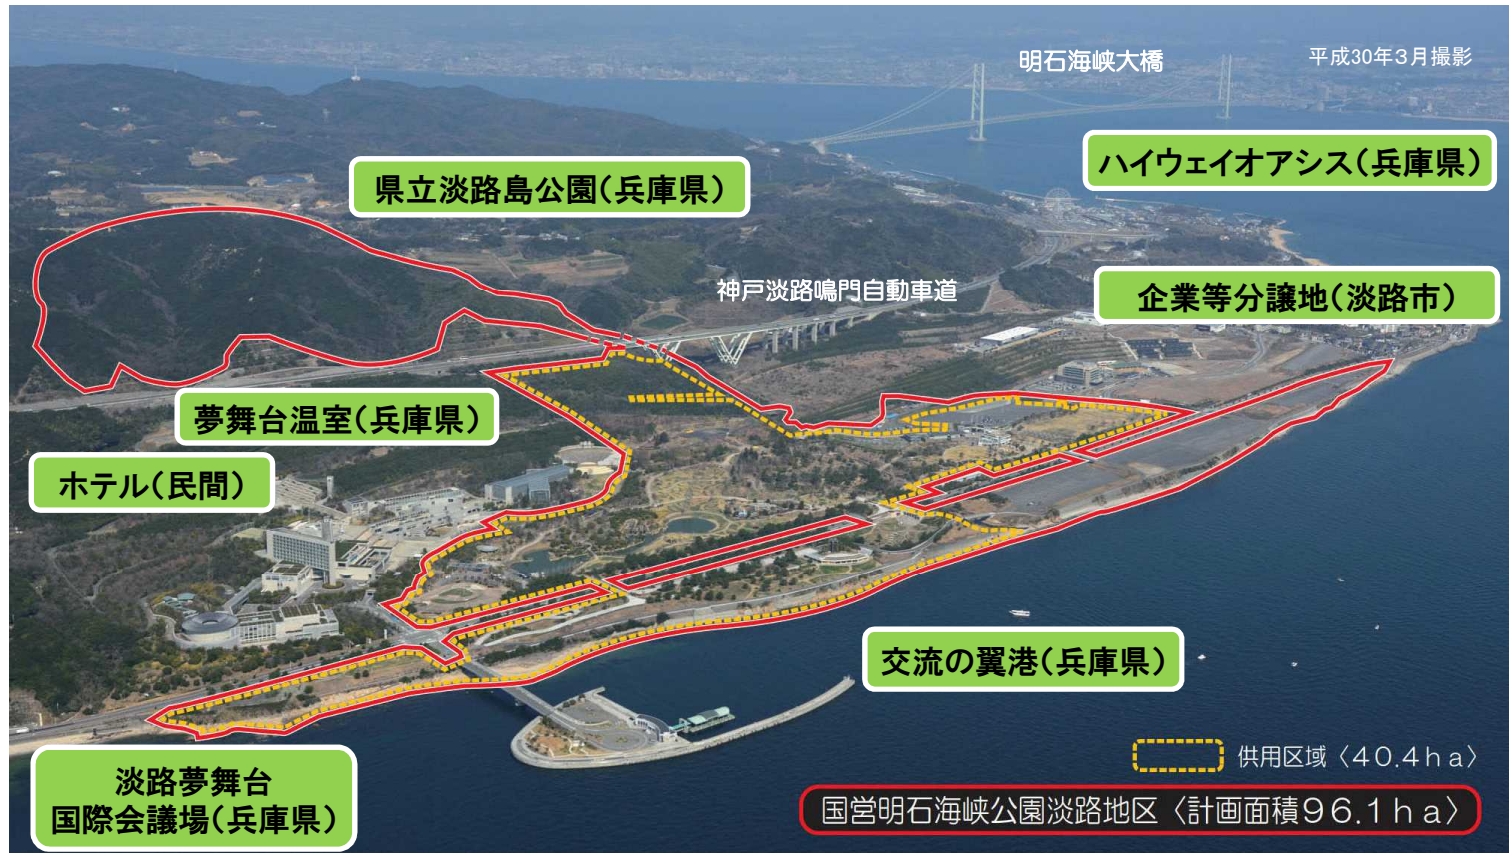 明石海峡大橋
平成30年3月撮影
ハイウェイオアシス(兵庫県)
県立淡路島公園(兵庫県)
神戸淡路鳴門自動車道
企業等分譲地(淡路市)
夢舞台温室(兵庫県)
ホテル(民間)
交流の翼港(兵庫県)
淡路夢舞台
国際会議場(兵庫県)
供用区域〈40.4ha〉
国営明石海峡公園淡路地区〈計画面積96.1ha〉